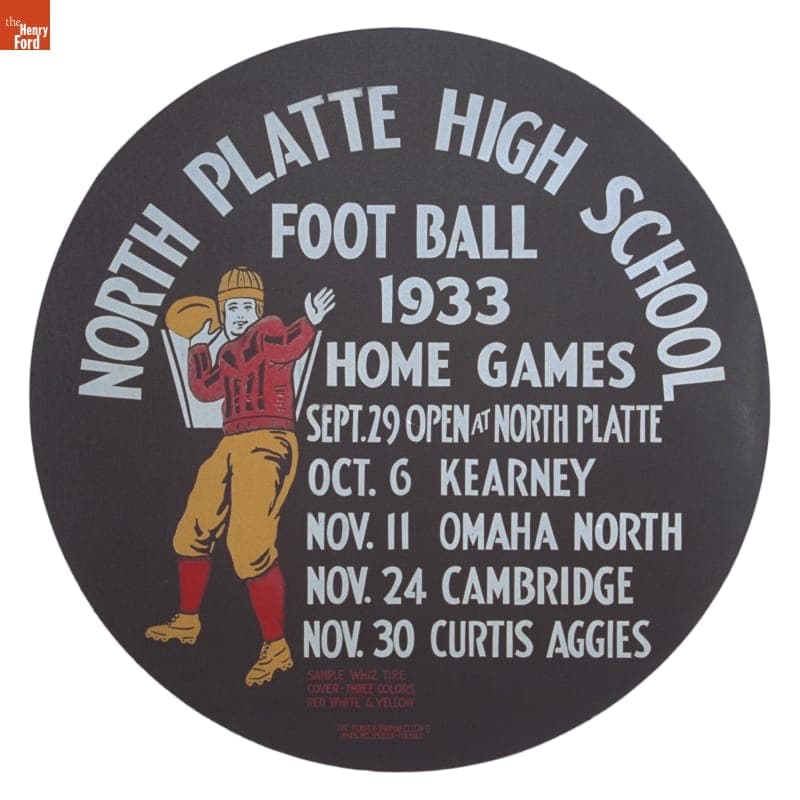 the
Henry
Ford
NORTH PLATTE HIGH SCHOOL
FOOT BALL
1933
HOME GAMES
SEPT. 29 OPEN AT NORTH PLATTE
OCT. 6 KEARNEY
NOV. 11 OMAHA NORTH
NOV. 24 CAMBRIDGE
NOV. 30 CURTIS AGGIES
SAMPLE WHIZ TIRE
COVER - THREE COLORS
RED WHITE & YELLOW
THE